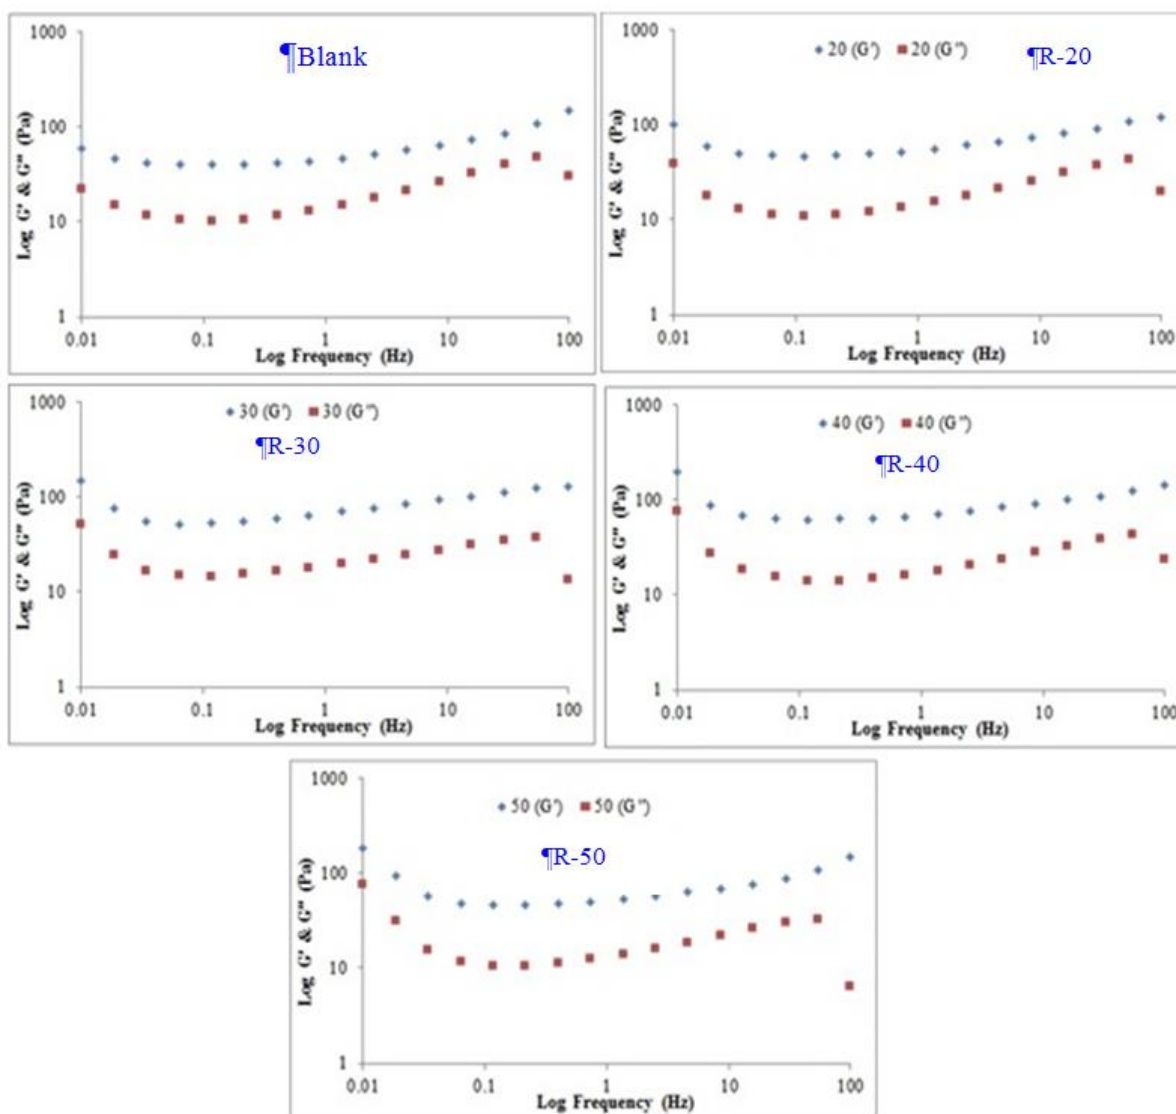 1000
¶Blank
100
10
1
0.01 0.1 1 10 100
Log G' & G" (Pa)
Log Frequency (Hz)
1000
20 (G') 20 (G")
¶R-20
100
10
1
0.01 0.1 1 10 100
Log G' & G" (Pa)
Log Frequency (Hz)
1000
30 (G') 30 (G")
¶R-30
100
10
1
0.01 0.1 1 10 100
Log G' & G" (Pa)
Log Frequency (Hz)
1000
40 (G') 40 (G")
¶R-40
100
10
1
0.01 0.1 1 10 100
Log G' & G" (Pa)
Log Frequency (Hz)
1000
50 (G') 50 (G")
¶R-50
100
10
1
0.01 0.1 1 10 100
Log G' & G" (Pa)
Log Frequency (Hz)